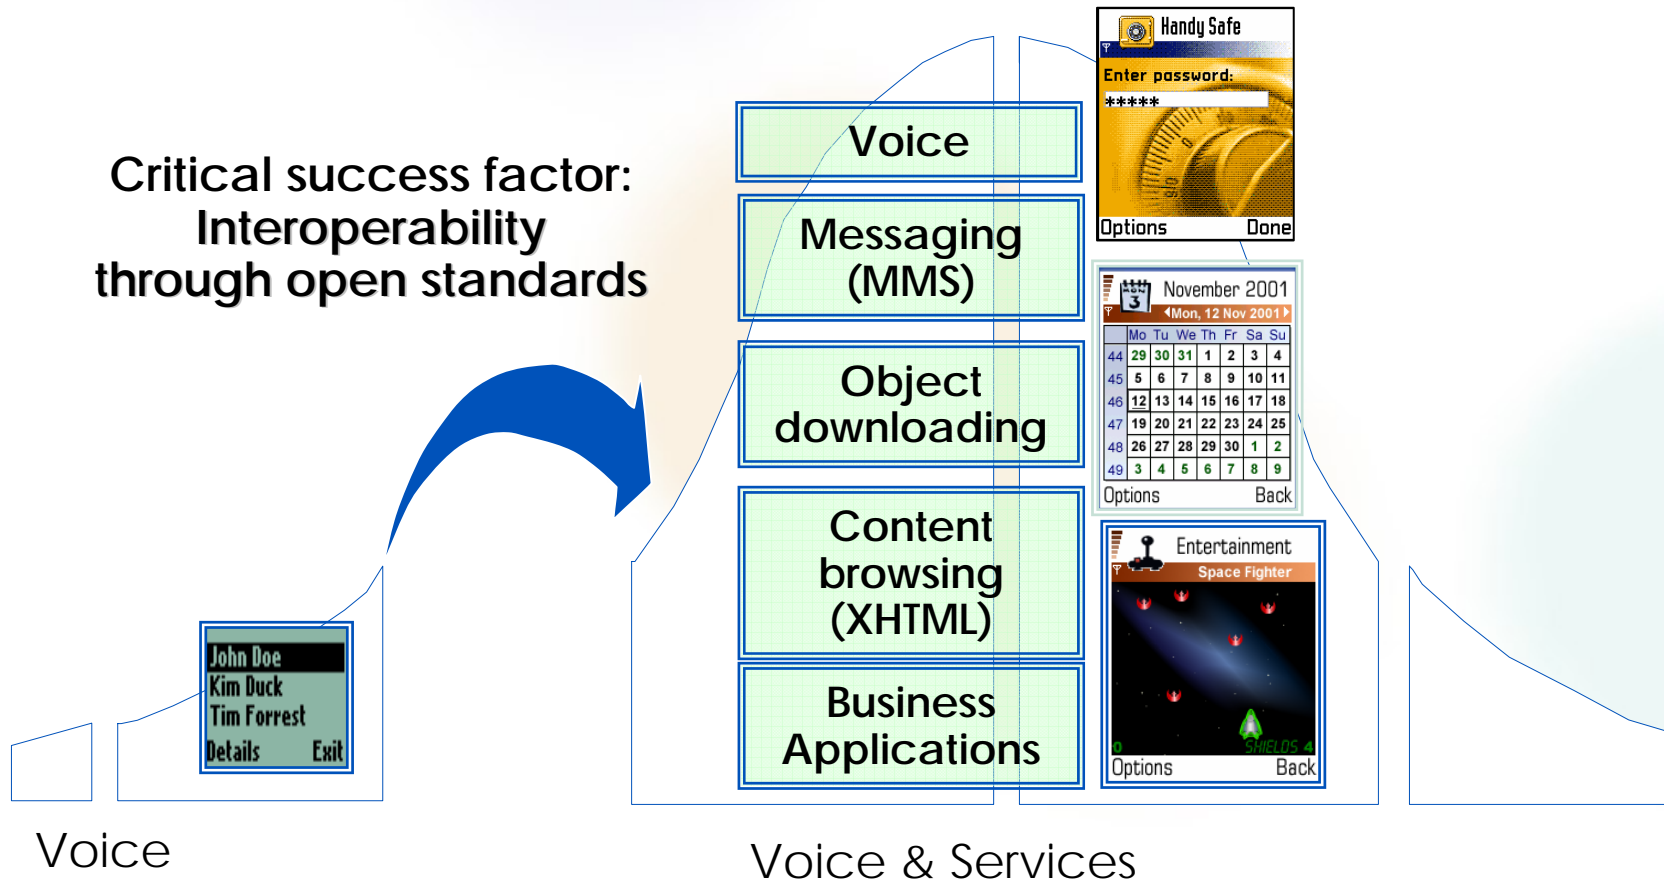 Critical success factor:
Interoperability
through open standards
Voice
Messaging
(MMS)
Object
downloading
Content
browsing
(XHTML)
Business
Applications
Handy Safe
Enter password:
*****
Options Done
November 2001
Mon, 12 Nov 2001
Mo Tu We Th Fr Sa Su
44 29 30 31 1 2 3 4
45 5 6 7 8 9 10 11
46 12 13 14 15 16 17 18
47 19 20 21 22 23 24 25
48 26 27 28 29 30 1 2
49 3 4 5 6 7 8 9
Options Back
Entertainment
Space Fighter
0 SHIELDS 4
Options Back
John Doe
Kim Duck
Tim Forrest
Details Exit
Voice
Voice & Services